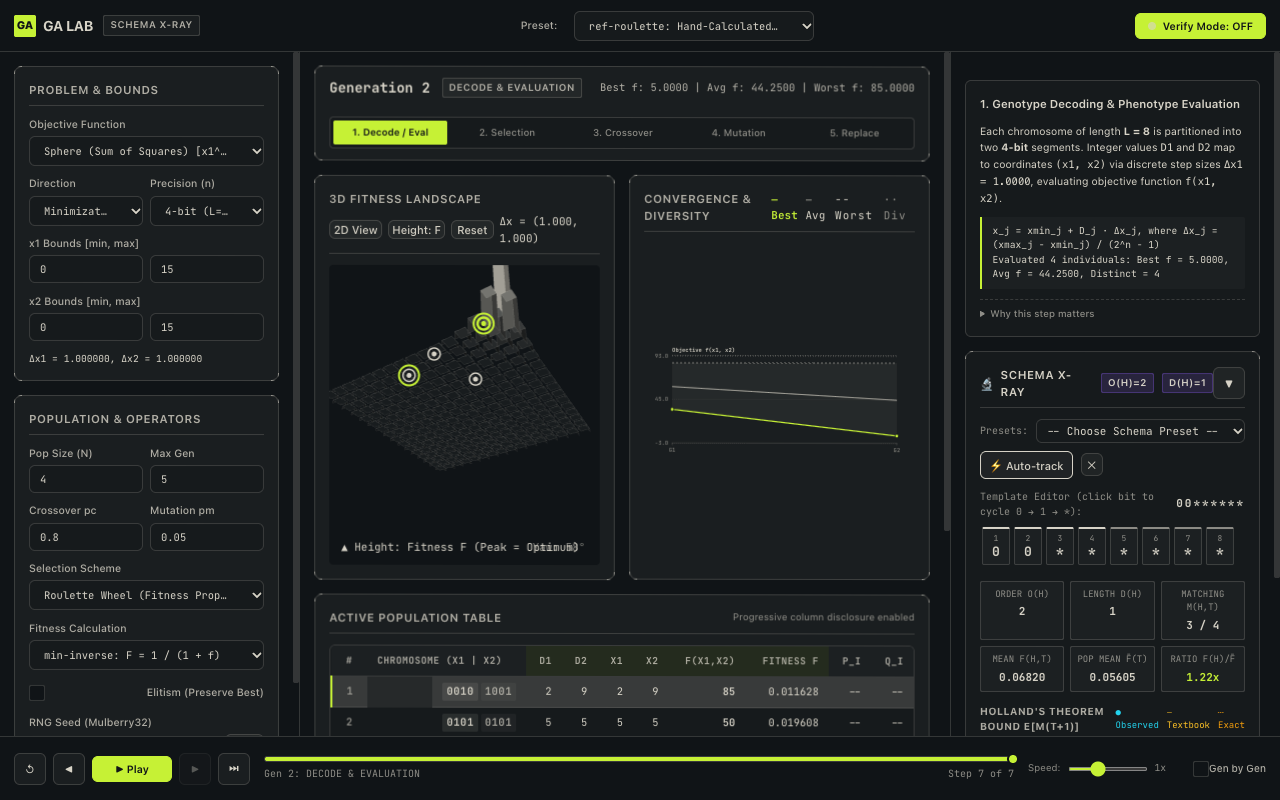 GA GA LAB SCHEMA X-RAY
Preset: ref-roulette: Hand-Calculated…
Verify Mode: OFF
PROBLEM & BOUNDS
Objective Function
Sphere (Sum of Squares) [x1^…
Direction Precision (n)
Minimizat… 4-bit (L=…
x1 Bounds [min, max]
0 15
x2 Bounds [min, max]
0 15
Δx1 = 1.000000, Δx2 = 1.000000
POPULATION & OPERATORS
Pop Size (N) Max Gen
4 5
Crossover pc Mutation pm
0.8 0.05
Selection Scheme
Roulette Wheel (Fitness Prop…
Fitness Calculation
min-inverse: F = 1 / (1 + f)
Elitism (Preserve Best)
RNG Seed (Mulberry32)
Generation 2 DECODE & EVALUATION Best f: 5.0000 | Avg f: 44.2500 | Worst f: 85.0000
1. Decode / Eval 2. Selection 3. Crossover 4. Mutation 5. Replace
3D FITNESS LANDSCAPE
2D View Height: F Reset Δx = (1.000, 1.000)
▲ Height: Fitness F (Peak = Optimum)
CONVERGENCE & DIVERSITY
Best Avg Worst Div
Objective f(x1, x2)
93.0
45.0
-3.0
G1 G2
ACTIVE POPULATION TABLE Progressive column disclosure enabled
# CHROMOSOME (X1 | X2) D1 D2 X1 X2 F(X1,X2) FITNESS F P_I Q_I
1 0010 1001 2 9 2 9 85 0.011628 —— ——
2 0101 0101 5 5 5 5 50 0.019608 —— ——
1. Genotype Decoding & Phenotype Evaluation
Each chromosome of length L = 8 is partitioned into
two 4-bit segments. Integer values D1 and D2 map
to coordinates (x1, x2) via discrete step sizes Δx1
= 1.0000, evaluating objective function f(x1,
x2).
x_j = xmin_j + D_j · Δx_j, where Δx_j =
(xmax_j - xmin_j) / (2^n - 1)
Evaluated 4 individuals: Best f = 5.0000,
Avg f = 44.2500, Distinct = 4
▶ Why this step matters
🔬 SCHEMA X-RAY O(H)=2 D(H)=1 ▼
Presets: -- Choose Schema Preset --
⚡ Auto-track ✕
Template Editor (click bit to
cycle 0 → 1 → *): 00******
1 2 3 4 5 6 7 8
0 0 * * * * * *
ORDER O(H) LENGTH D(H) MATCHING M(H,T)
2 1 3 / 4
MEAN F(H,T) POP MEAN F̄(T) RATIO F(H)/F̄
0.06820 0.05605 1.22x
HOLLAND'S THEOREM
BOUND E[M(T+1)]
Observed Textbook Exact
▶ Play
Gen 2: DECODE & EVALUATION Step 7 of 7
Speed: 1x
Gen by Gen